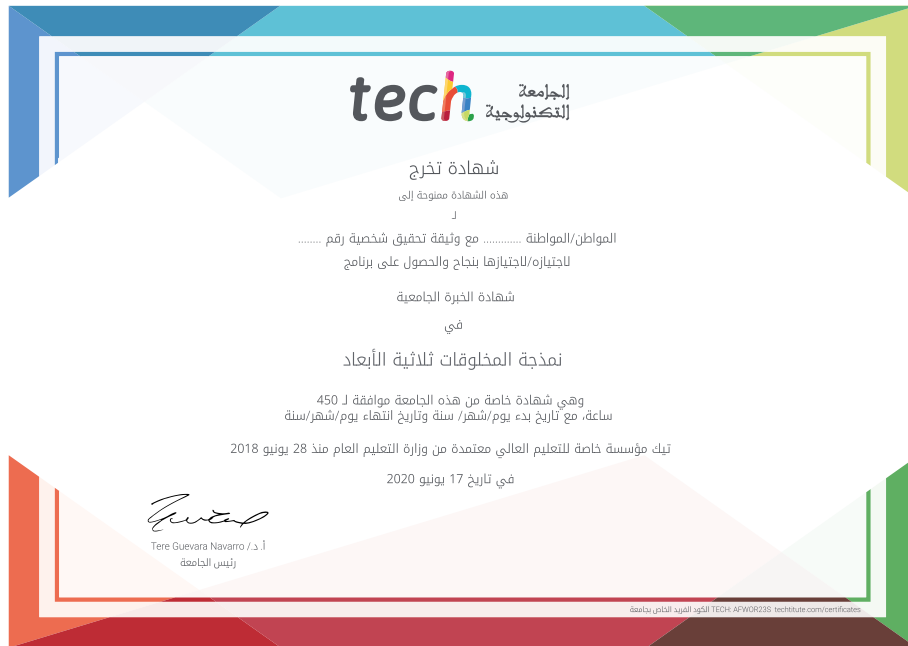 tech الجامعة
التكنولوجية
شهادة تخرج
هذه الشهادة ممنوحة إلى
لـ
المواطن/المواطنة ............. مع وثيقة تحقيق شخصية رقم ........
لاجتيازه/لاجتيازها بنجاح والحصول على برنامج
شهادة الخبرة الجامعية
في
نمذجة المخلوقات ثلاثية الأبعاد
وهي شهادة خاصة من هذه الجامعة موافقة لـ 450
ساعة، مع تاريخ بدء يوم/شهر/ سنة وتاريخ انتهاء يوم/شهر/سنة
تيك مؤسسة خاصة للتعليم العالي معتمدة من وزارة التعليم العام منذ 28 يونيو 2018
في تاريخ 17 يونيو 2020
أ. د./ Tere Guevara Navarro
رئيس الجامعة
الكود الفريد الخاص بجامعة TECH: AFWOR23S techtitute.com/certificates